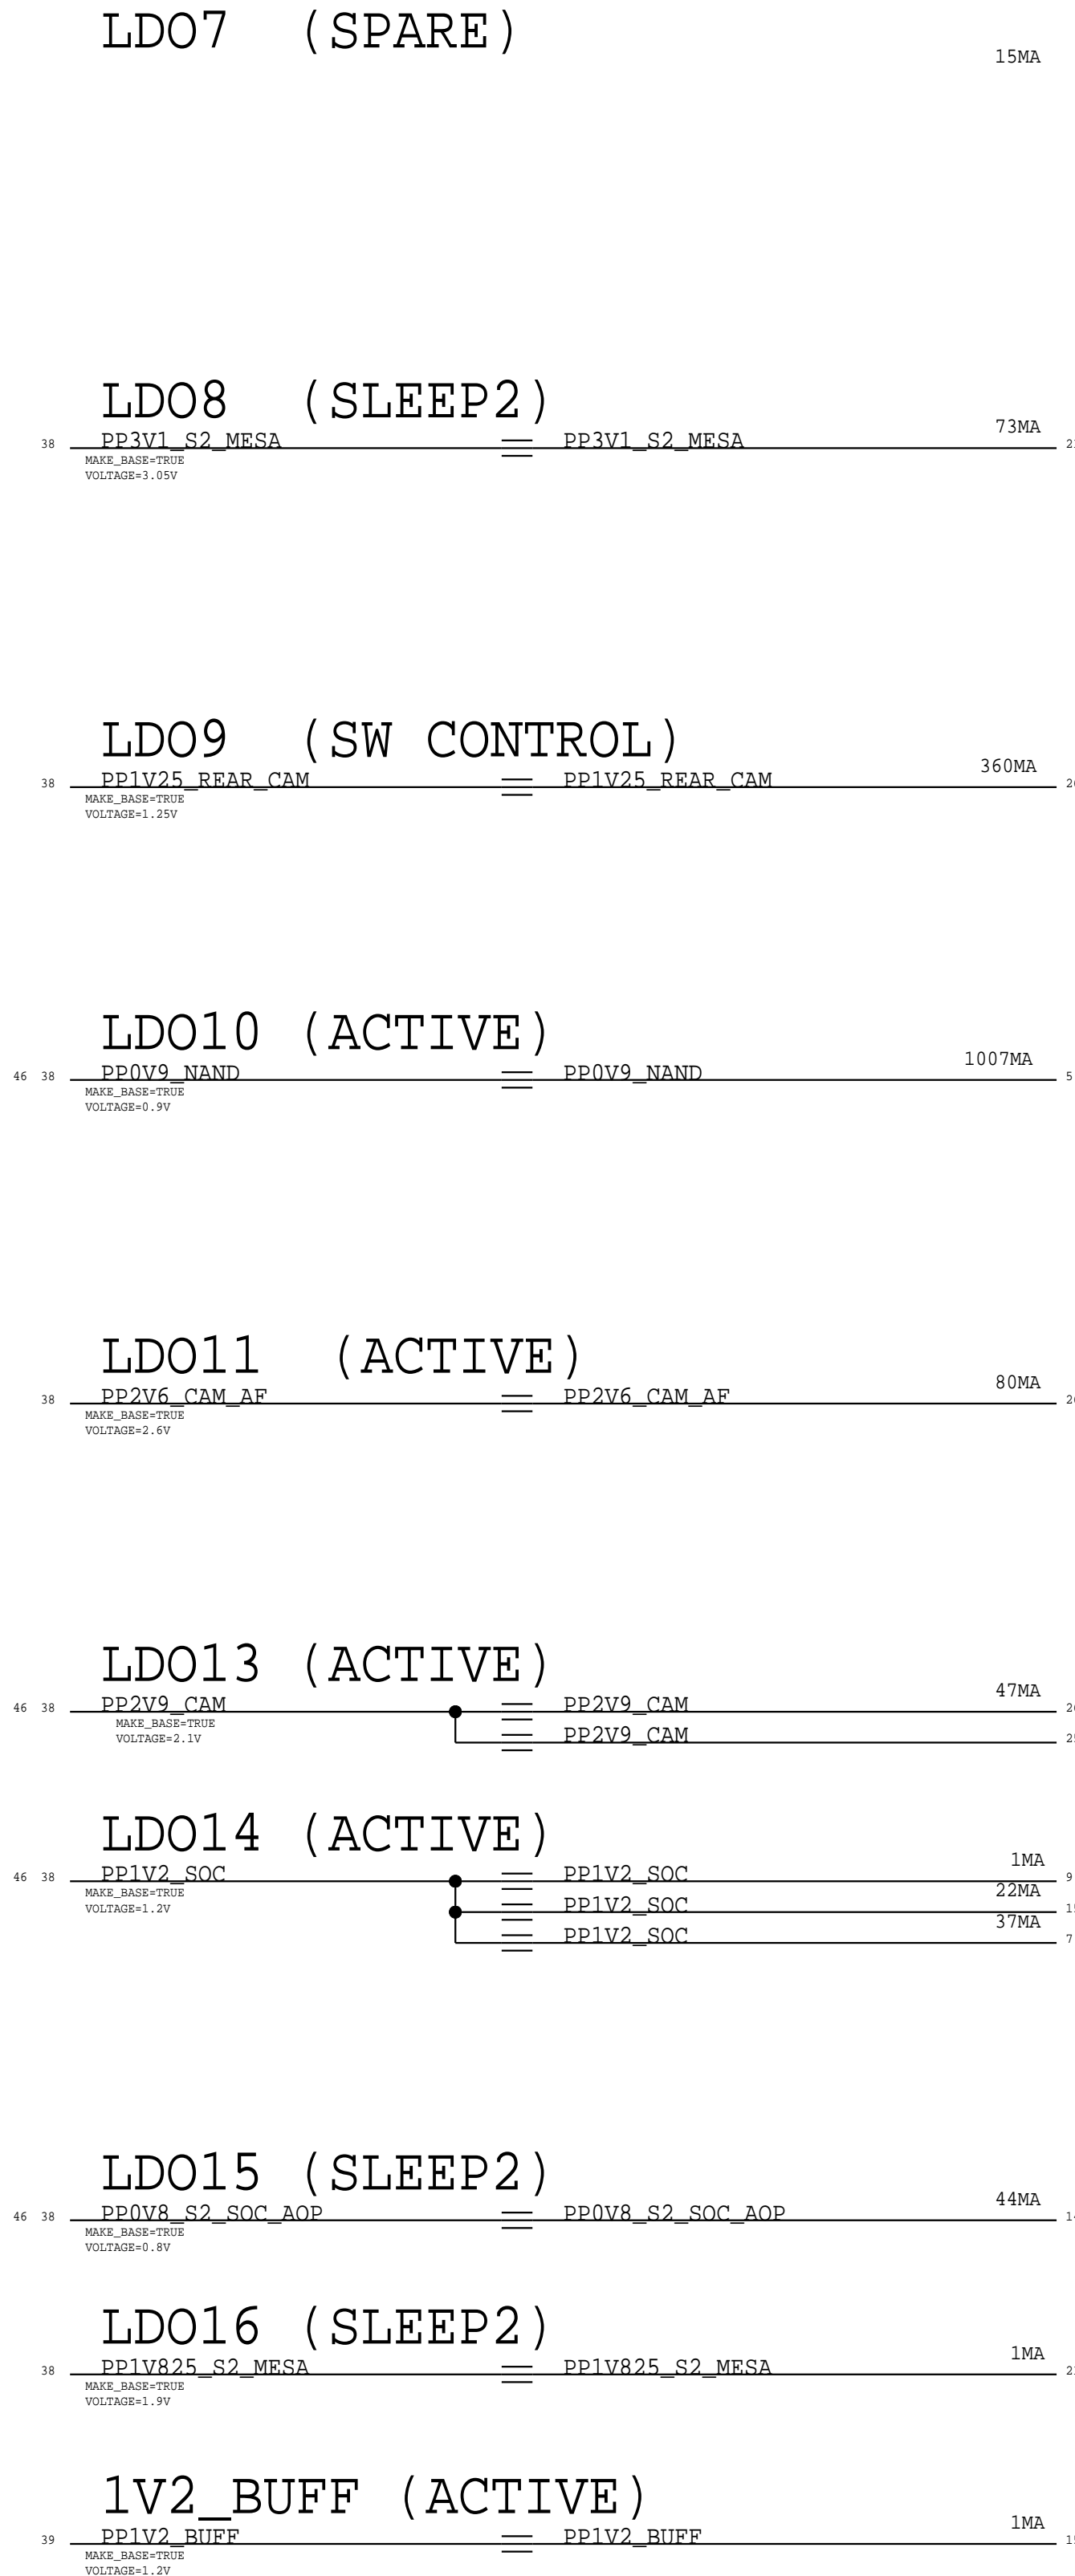 LDO7 (SPARE)
15MA
LDO8 (SLEEP2)
73MA
38 PP3V1_S2_MESA PP3V1_S2_MESA
MAKE_BASE=TRUE
VOLTAGE=3.05V
LDO9 (SW CONTROL)
360MA
38 PP1V25_REAR_CAM PP1V25_REAR_CAM
MAKE_BASE=TRUE
VOLTAGE=1.25V
LDO10 (ACTIVE)
1007MA
46 38 PP0V9_NAND PP0V9_NAND 5
MAKE_BASE=TRUE
VOLTAGE=0.9V
LDO11 (ACTIVE)
80MA
38 PP2V6_CAM_AF PP2V6_CAM_AF
MAKE_BASE=TRUE
VOLTAGE=2.6V
LDO13 (ACTIVE)
47MA
46 38 PP2V9_CAM PP2V9_CAM
MAKE_BASE=TRUE
VOLTAGE=2.1V
PP2V9_CAM
LDO14 (ACTIVE)
1MA
46 38 PP1V2_SOC PP1V2_SOC 9
MAKE_BASE=TRUE
22MA
VOLTAGE=1.2V
PP1V2_SOC
37MA
PP1V2_SOC 7
LDO15 (SLEEP2)
44MA
46 38 PP0V8_S2_SOC_AOP PP0V8_S2_SOC_AOP
MAKE_BASE=TRUE
VOLTAGE=0.8V
LDO16 (SLEEP2)
1MA
38 PP1V825_S2_MESA PP1V825_S2_MESA
MAKE_BASE=TRUE
VOLTAGE=1.9V
1V2_BUFF (ACTIVE)
1MA
39 PP1V2_BUFF PP1V2_BUFF
MAKE_BASE=TRUE
VOLTAGE=1.2V